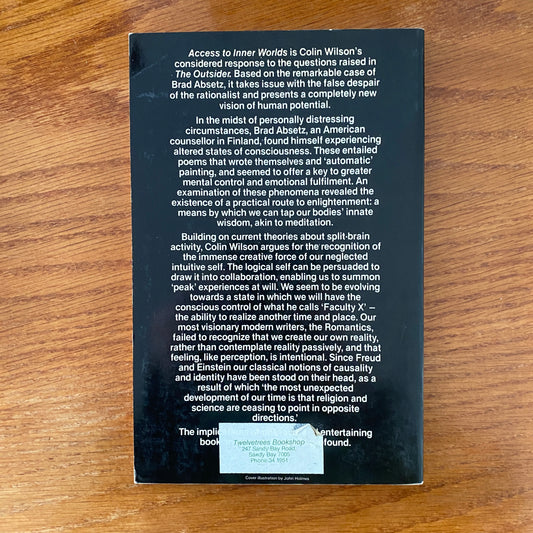 Access to Inner Worlds is Colin Wilson's
considered response to the questions raised in
The Outsider. Based on the remarkable case of
Brad Absetz, it takes issue with the false despair
of the rationalist and presents a completely new
vision of human potential.
In the midst of personally distressing
circumstances, Brad Absetz, an American
counsellor in Finland, found himself experiencing
altered states of consciousness. These entailed
poems that wrote themselves and 'automatic'
painting, and seemed to offer a key to greater
mental control and emotional fulfilment. An
examination of these phenomena revealed the
existence of a practical route to enlightenment: a
means by which we can tap our bodies' innate
wisdom, akin to meditation.
Building on current theories about split-brain
activity, Colin Wilson argues for the recognition of
the immense creative force of our neglected
intuitive self. The logical self can be persuaded to
draw it into collaboration, enabling us to summon
'peak' experiences at will. We seem to be evolving
towards a state in which we will have the
conscious control of what he calls 'Faculty X' –
the ability to realize another time and place. Our
most visionary modern writers, the Romantics,
failed to recognize that we create our own reality,
rather than contemplate reality passively, and that
feeling, like perception, is intentional. Since Freud
and Einstein our classical notions of causality
and identity have been stood on their head, as a
result of which 'the most unexpected
development of our time is that religion and
science are ceasing to point in opposite
directions.'
The implic entertaining
book found.
Twelvetrees Bookshop
247 Sandy Bay Road,
Sandy Bay 7005
Phone 34 1954
Cover illustration by John Holmes